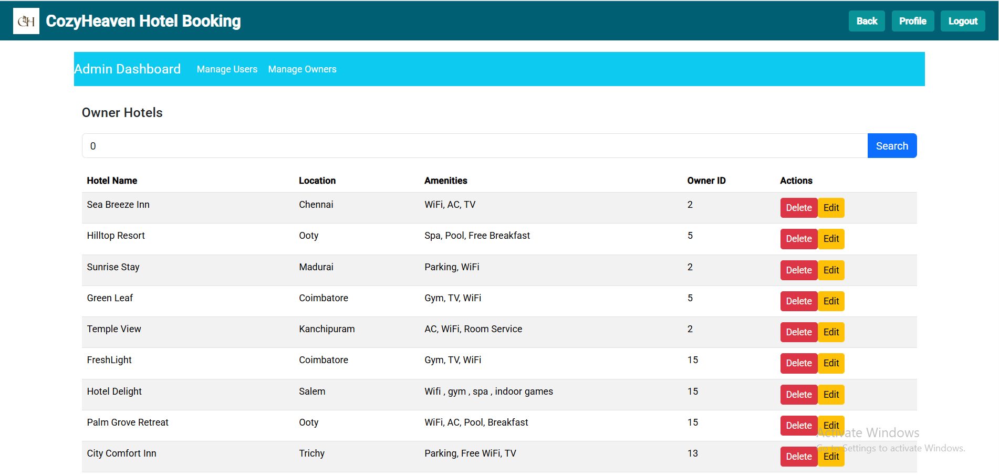 CH CozyHeaven Hotel Booking Back Profile Logout
Admin Dashboard Manage Users Manage Owners
Owner Hotels
0 Search
Hotel Name Location Amenities Owner ID Actions
Sea Breeze Inn Chennai WiFi, AC, TV 2 Delete Edit
Hilltop Resort Ooty Spa, Pool, Free Breakfast 5 Delete Edit
Sunrise Stay Madurai Parking, WiFi 2 Delete Edit
Green Leaf Coimbatore Gym, TV, WiFi 5 Delete Edit
Temple View Kanchipuram AC, WiFi, Room Service 2 Delete Edit
FreshLight Coimbatore Gym, TV, WiFi 15 Delete Edit
Hotel Delight Salem Wifi , gym , spa , indoor games 15 Delete Edit
Palm Grove Retreat Ooty WiFi, AC, Pool, Breakfast 15 Delete Edit
Activate Windows
Go to Settings to activate Windows.
City Comfort Inn Trichy Parking, Free WiFi, TV 13 Delete Edit